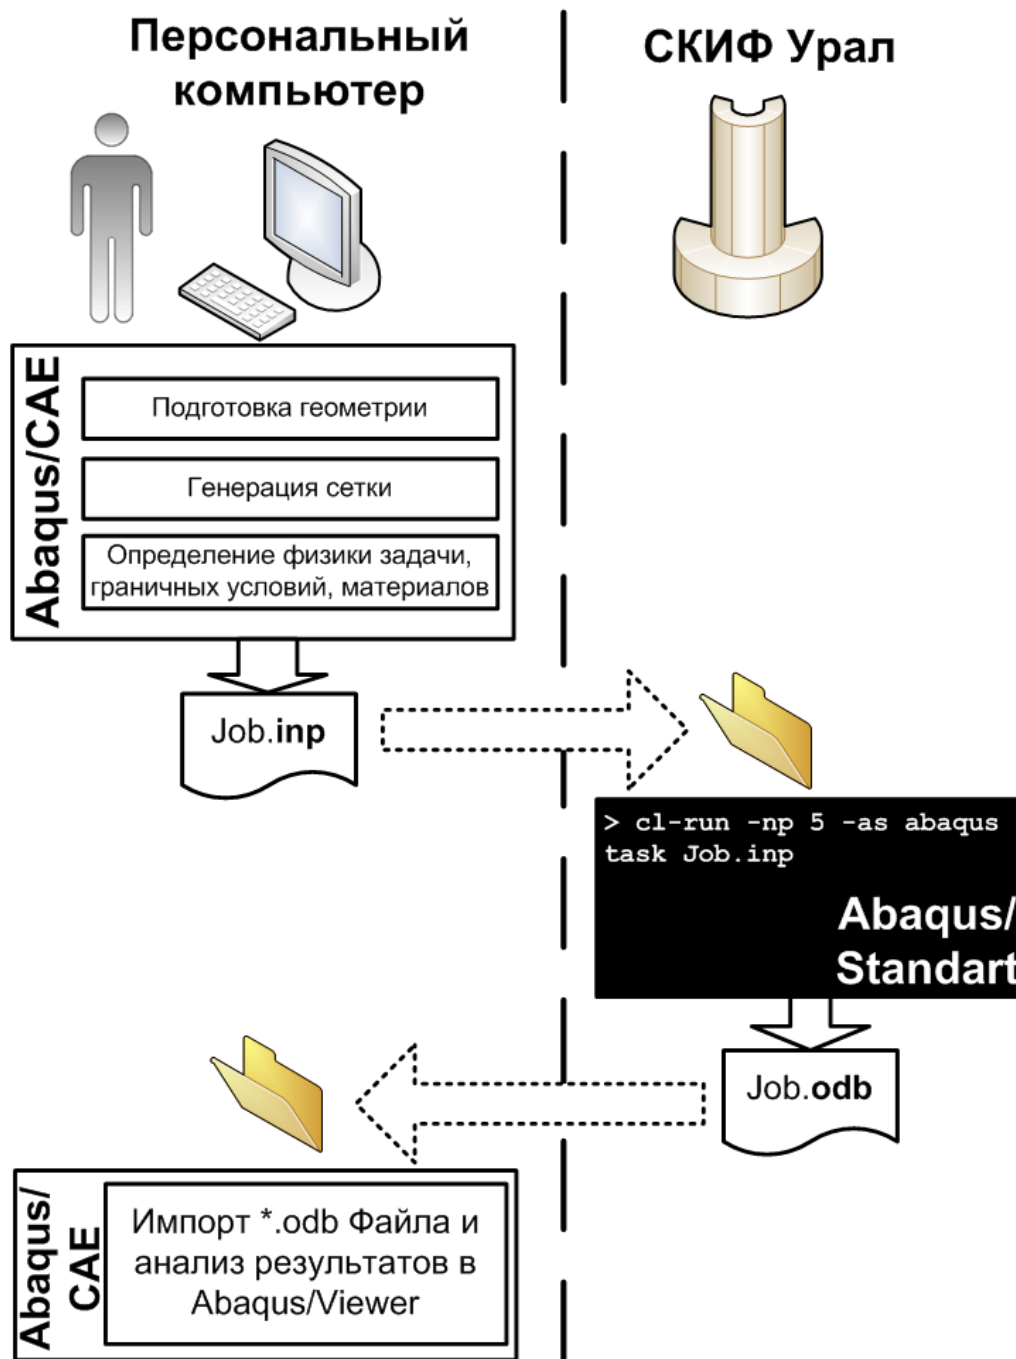 Персональный
компьютер
СКИФ Урал
Abaqus/CAE
Подготовка геометрии
Генерация сетки
Определение физики задачи,
граничных условий, материалов
Job.inp
> cl-run -np 5 -as abaqus
task Job.inp
Abaqus/
Standart
Job.odb
Abaqus/
CAE
Импорт *.odb Файла и
анализ результатов в
Abaqus/Viewer